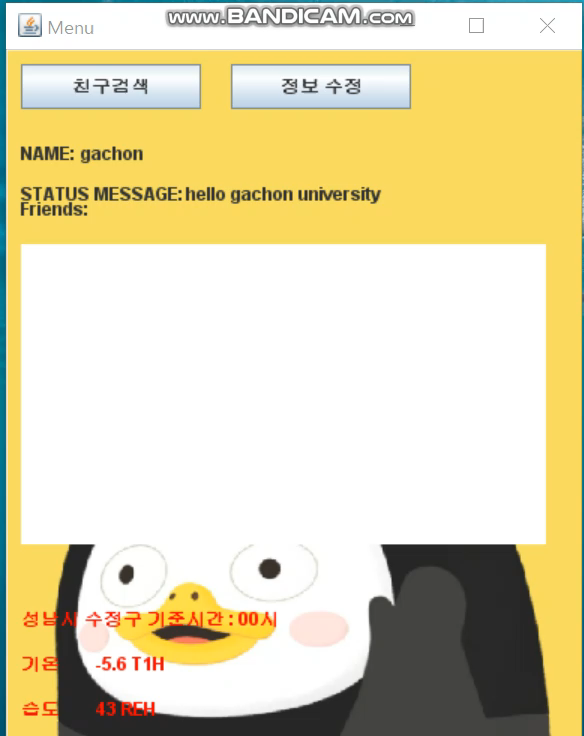 www.BANDICAM.com
Menu
친구검색 정보 수정
NAME: gachon
STATUS MESSAGE: hello gachon university
Friends:
성남시 수정구 기준시간 : 00시
기온 -5.6 T1H
습도 43 REH